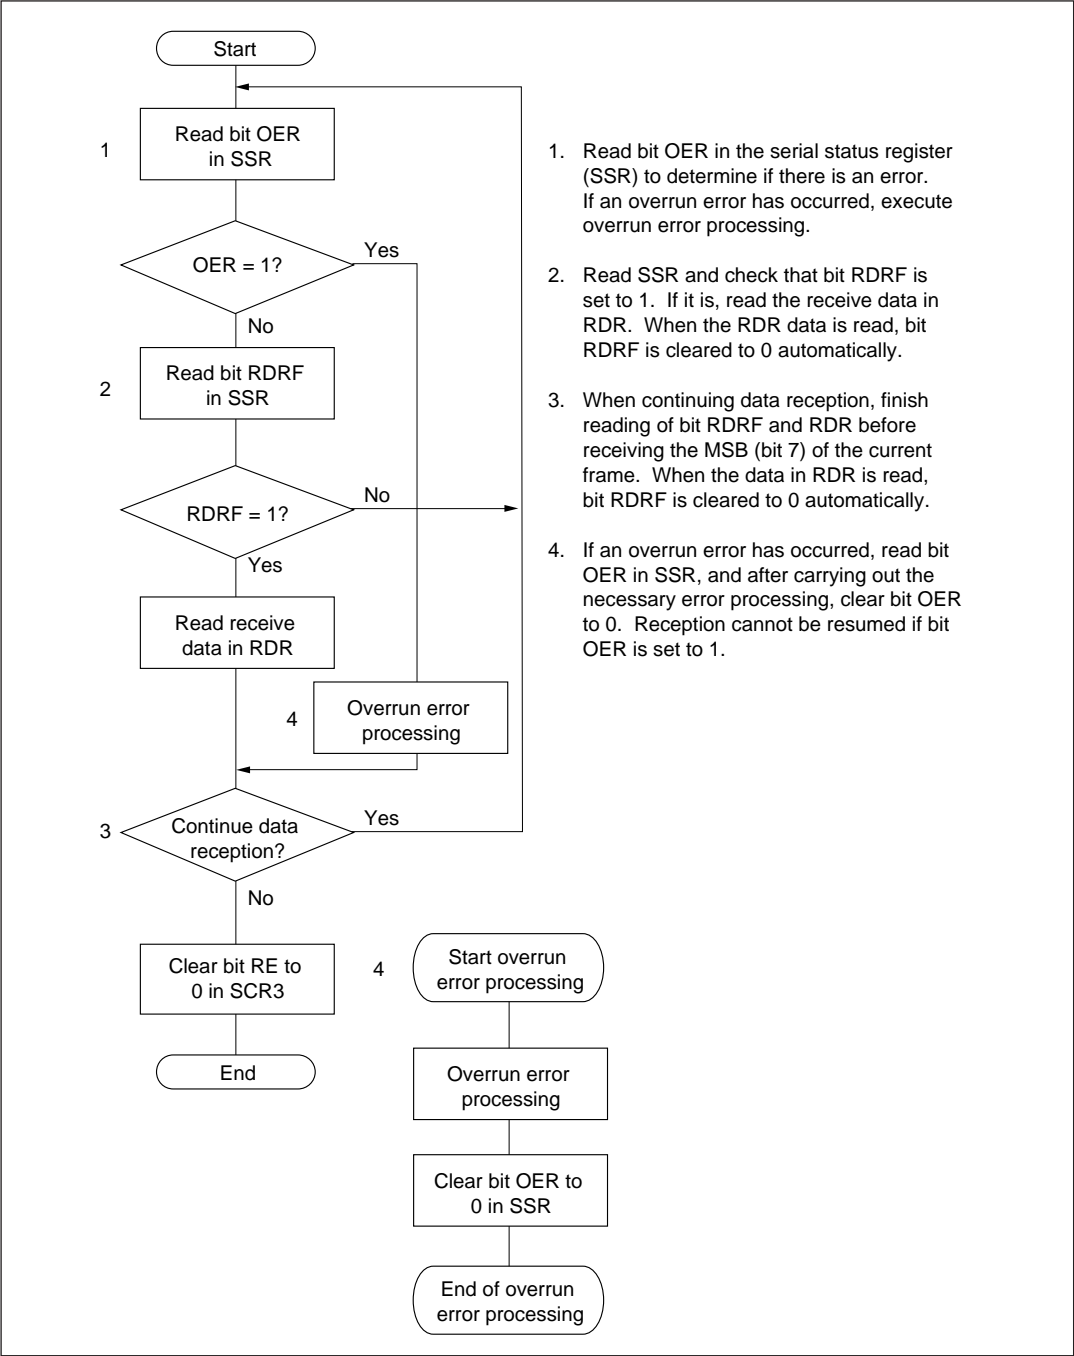 Start
1
Read bit OER
in SSR
OER = 1?
Yes
No
2
Read bit RDRF
in SSR
RDRF = 1?
No
Yes
Read receive
data in RDR
4
Overrun error
processing
3
Continue data
reception?
Yes
No
Clear bit RE to
0 in SCR3
End
4
Start overrun
error processing
Overrun error
processing
Clear bit OER to
0 in SSR
End of overrun
error processing
1. Read bit OER in the serial status register
(SSR) to determine if there is an error.
If an overrun error has occurred, execute
overrun error processing.
2. Read SSR and check that bit RDRF is
set to 1. If it is, read the receive data in
RDR. When the RDR data is read, bit
RDRF is cleared to 0 automatically.
3. When continuing data reception, finish
reading of bit RDRF and RDR before
receiving the MSB (bit 7) of the current
frame. When the data in RDR is read,
bit RDRF is cleared to 0 automatically.
4. If an overrun error has occurred, read bit
OER in SSR, and after carrying out the
necessary error processing, clear bit OER
to 0. Reception cannot be resumed if bit
OER is set to 1.